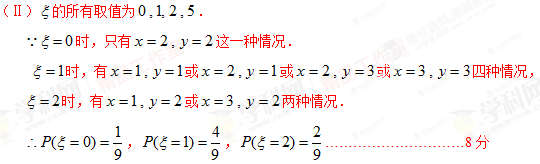 (Ⅱ) ξ的所有取值为0,1,2,5．
∵ξ=0时，只有x=2，y=2这一种情况．
ξ=1时，有x=1，y=1或x=2，y=1或x=2，y=3或x=3，y=3四种情况，
ξ=2时，有x=1，y=2或x=3，y=2两种情况．
∴P(ξ=0)=1/9，P(ξ=1)=4/9，P(ξ=2)=2/9 …………………………8分